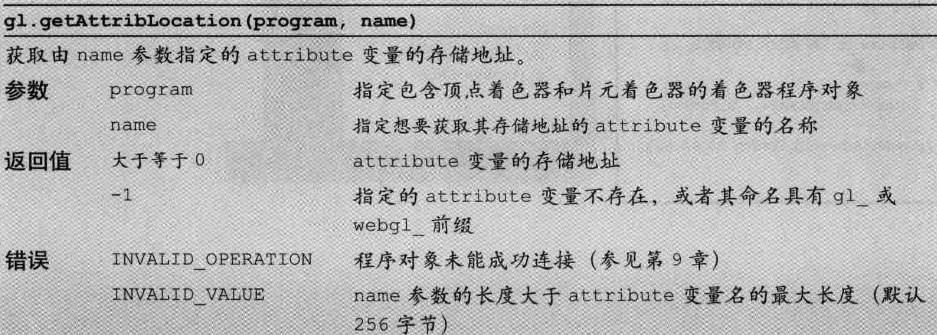 gl.getAttribLocation(program, name)
获取由 name 参数指定的 attribute 变量的存储地址。
参数 program 指定包含顶点着色器和片元着色器的着色器程序对象
name 指定想要获取其存储地址的 attribute 变量的名称
返回值 大于等于 0 attribute 变量的存储地址
-1 指定的 attribute 变量不存在，或者其命名具有 gl_ 或
webgl_ 前缀
错误 INVALID_OPERATION 程序对象未能成功连接（参见第 9 章）
INVALID_VALUE name 参数的长度大于 attribute 变量名的最大长度（默认
256 字节）